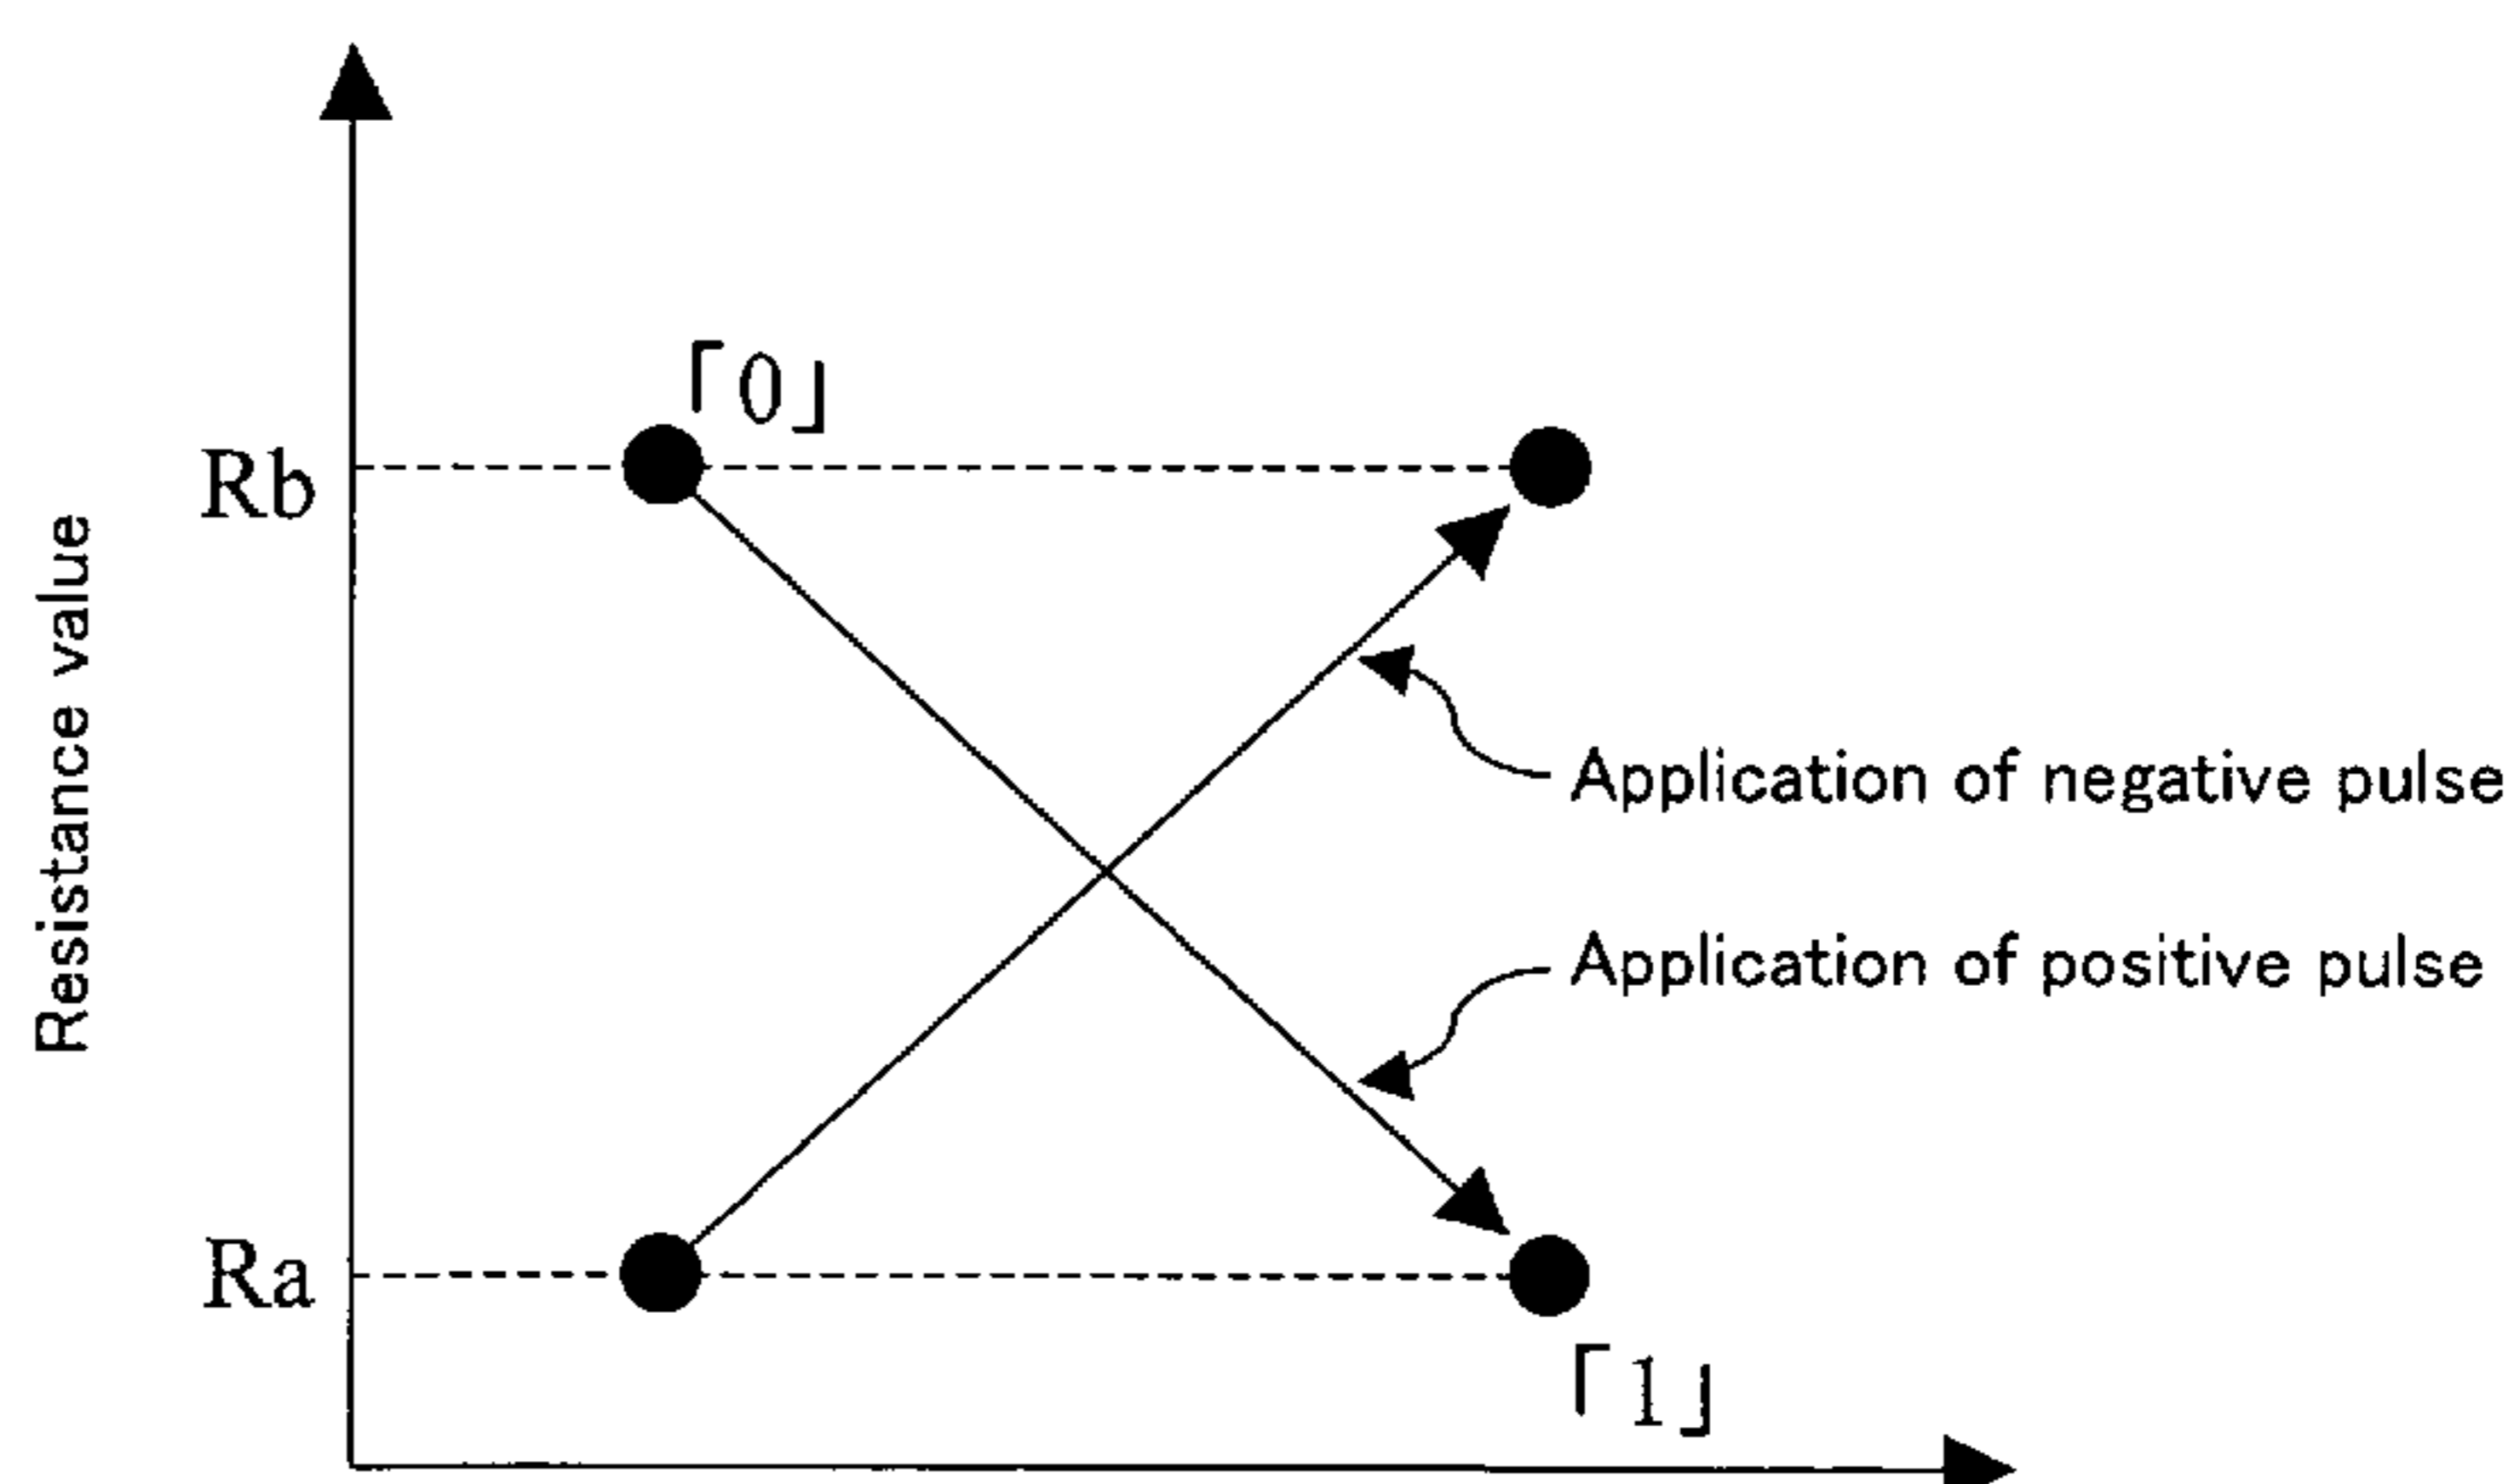 「0」
Rb
Resistance value
Application of negative pulse
Application of positive pulse
Ra
「1」